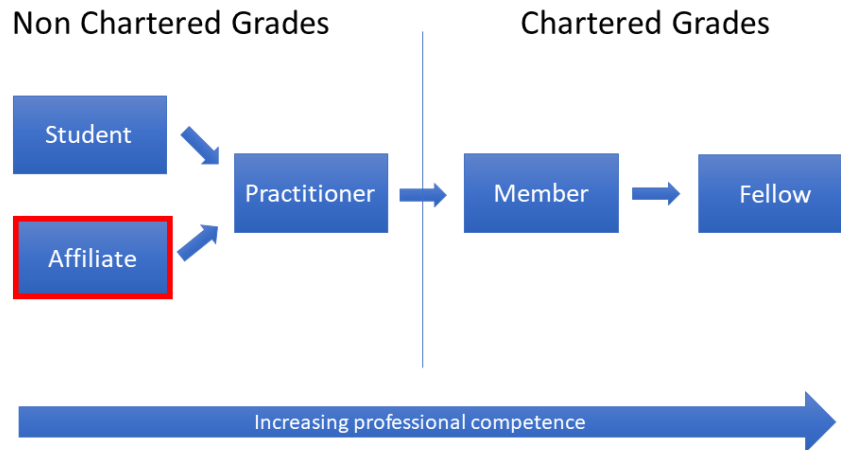 Non Chartered Grades
Chartered Grades
Student
Affiliate
Practitioner
Member
Fellow
Increasing professional competence